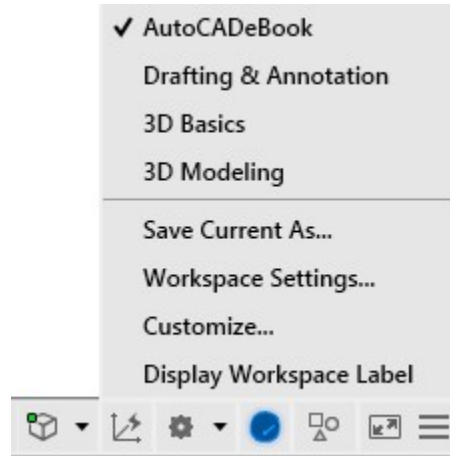 AutoCADeBook
Drafting & Annotation
3D Basics
3D Modeling
Save Current As...
Workspace Settings...
Customize...
Display Workspace Label